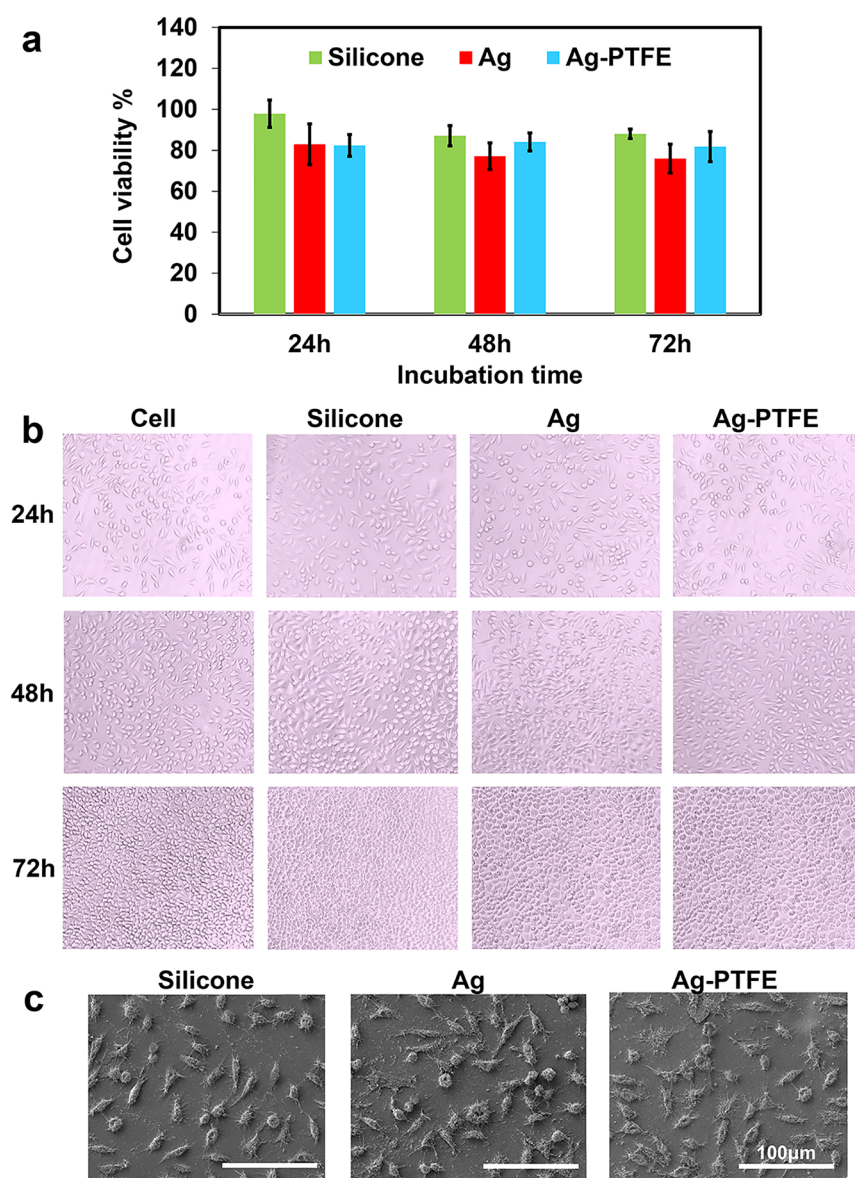 a
140
120
100
80
60
40
20
0
Cell viability %
Silicone Ag Ag-PTFE
24h 48h 72h
Incubation time
b
Cell Silicone Ag Ag-PTFE
24h
48h
72h
c
Silicone Ag Ag-PTFE
100µm